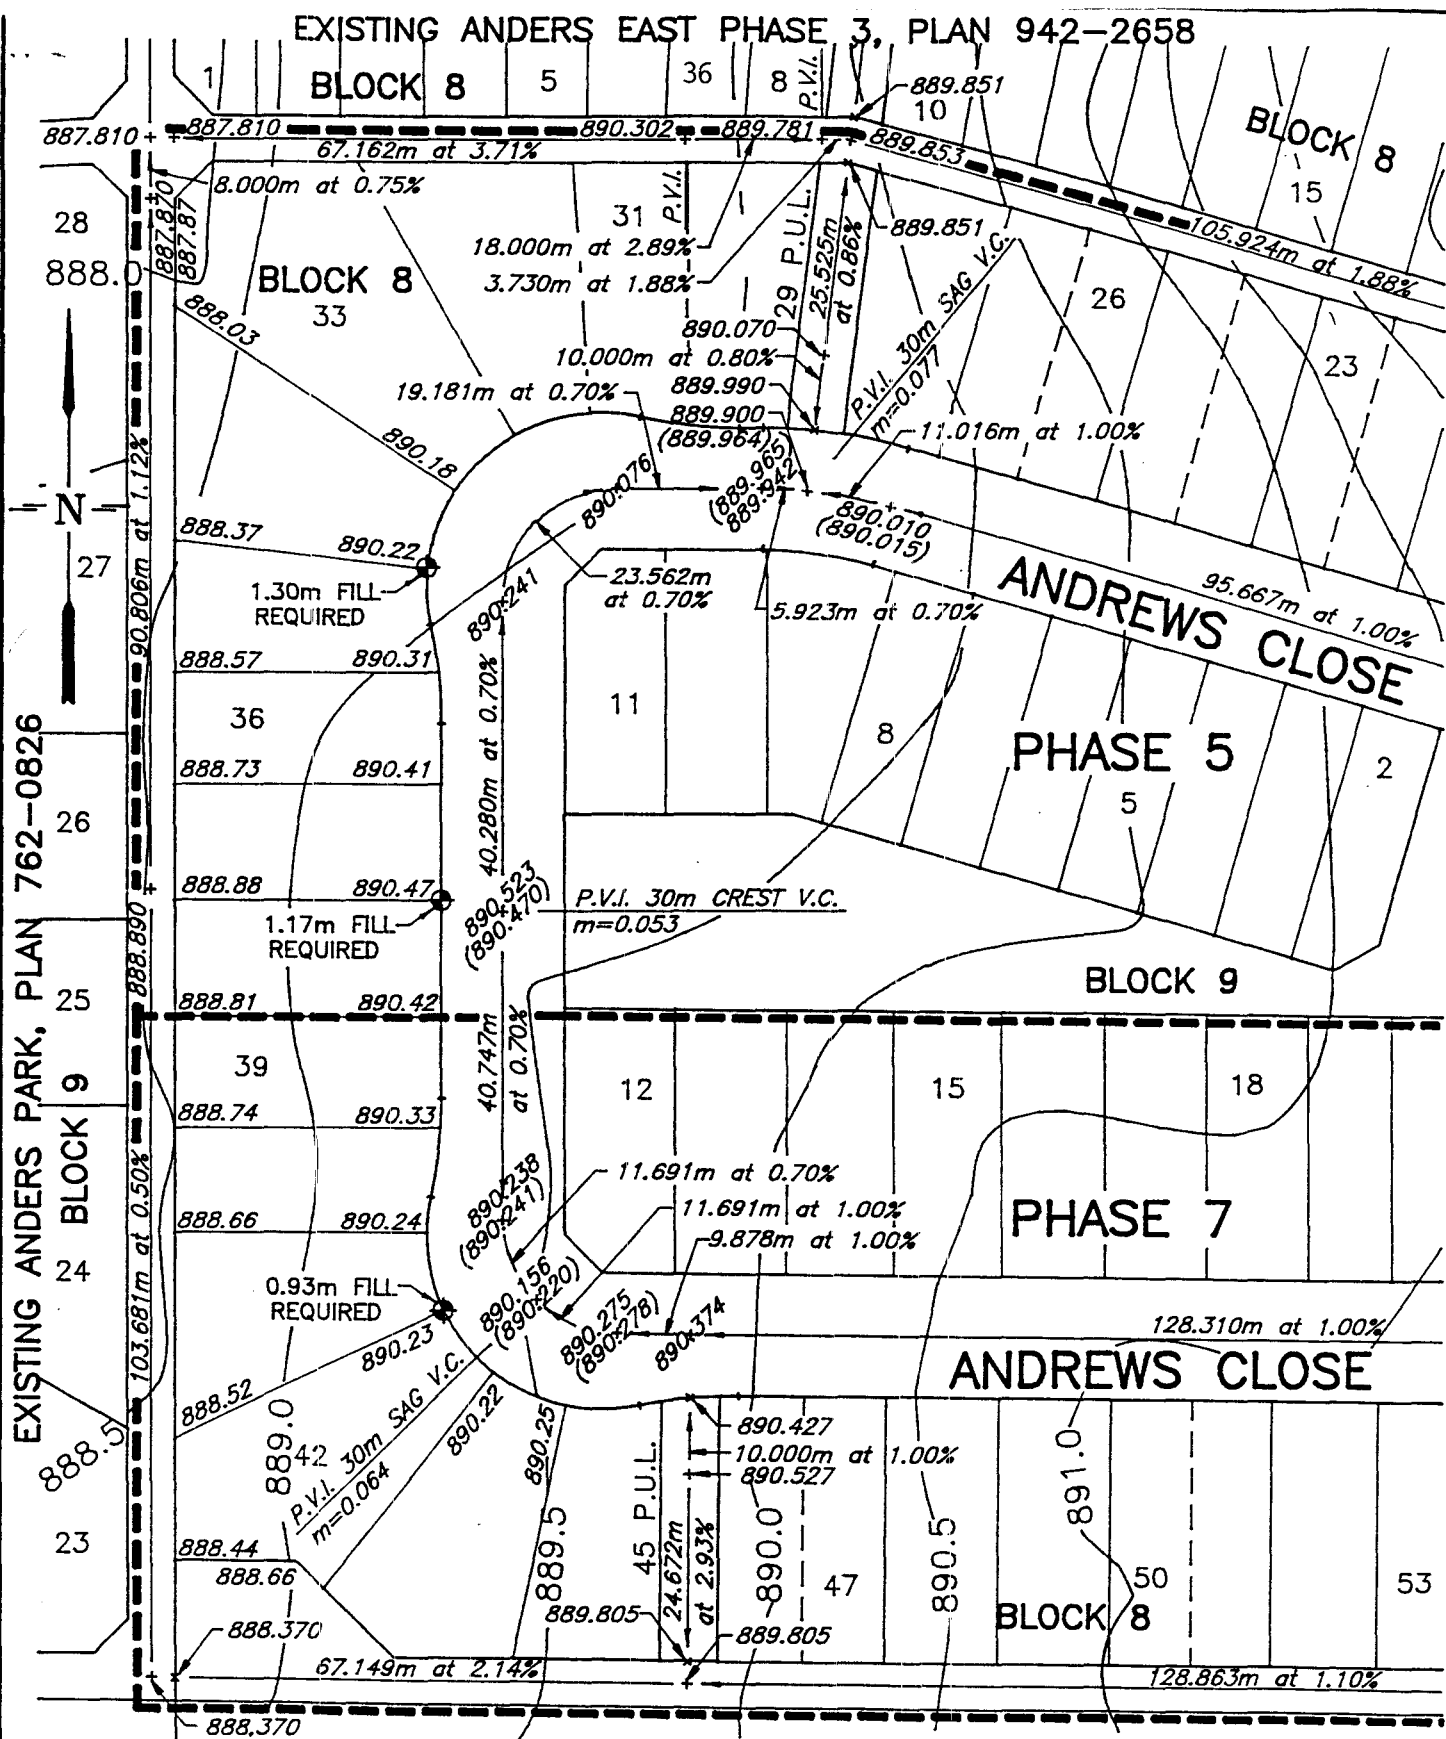 EXISTING ANDERS EAST PHASE 3, PLAN 942-2658
1
BLOCK 8
5
36
8
P.V.I.
889.851
10
BLOCK 8
15
887.810
887.810
890.302
889.781
889.853
67.162m at 3.71%
8.000m at 0.75%
105.924m at 1.88%
28
887.870
887.87
31
P.V.I.
18.000m at 2.89%
3.730m at 1.88%
29 P.U.L.
25.525m
at 0.86%
889.851
888.0
BLOCK 8
33
888.03
26
23
P.V.I. 30m SAG V.C.
m=0.077
890.070
10.000m at 0.80%
889.990
889.900
(889.964)
19.181m at 0.70%
11.016m at 1.00%
890.18
890.076
(889.965)
889.942
890.010
(890.015)
N
27
90.806m at 1.12%
888.37
890.22
1.30m FILL
REQUIRED
890.241
23.562m
at 0.70%
5.923m at 0.70%
95.667m at 1.00%
ANDREWS CLOSE
888.57
890.31
36
40.280m at 0.70%
11
8
PHASE 5
5
2
888.73
890.41
26
888.88
890.47
1.17m FILL
REQUIRED
890.523
(890.470)
P.V.I. 30m CREST V.C.
m=0.053
EXISTING ANDERS PARK, PLAN 762-0826
BLOCK 9
25
888.890
888.81
890.42
BLOCK 9
39
40.747m
at 0.70%
12
15
18
888.74
890.33
24
103.681m at 0.50%
888.66
890.24
890.238
(890.241)
11.691m at 0.70%
11.691m at 1.00%
9.878m at 1.00%
PHASE 7
0.93m FILL
REQUIRED
890.156
(890.220)
890.275
(890.278)
890.374
128.310m at 1.00%
ANDREWS CLOSE
890.23
888.52
888.5
889.0
42
P.V.I. 30m SAG V.C.
m=0.064
890.22
890.25
890.427
10.000m at 1.00%
890.527
45 P.U.L.
24.672m
at 2.93%
889.5
890.0
890.5
891.0
23
888.44
888.66
47
50
53
BLOCK 8
889.805
889.805
888.370
67.149m at 2.14%
128.863m at 1.10%
888.370